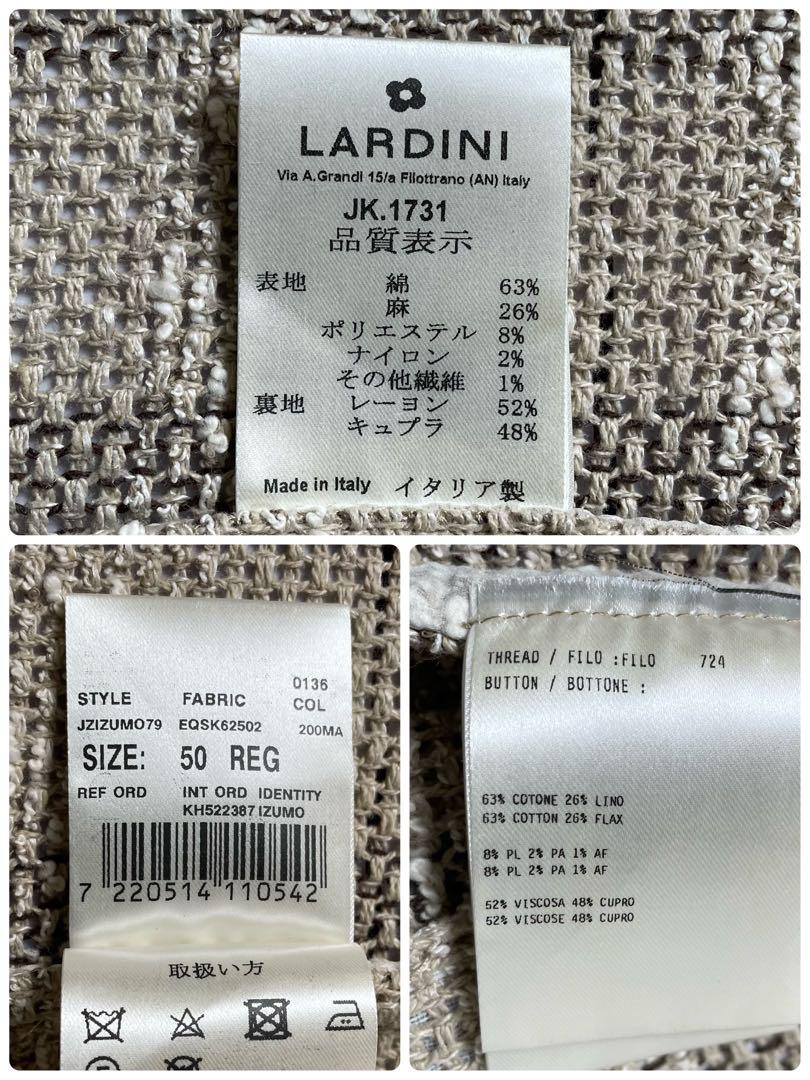 LARDINI
Via A.Grandi 15/a Filottrano (AN) Italy
JK.1731
品質表示
表地 綿 63%
麻 26%
ポリエステル 8%
ナイロン 2%
その他繊維 1%
裏地 レーヨン 52%
キュプラ 48%
Made in Italy イタリア製
0136
STYLE FABRIC COL
JZIZUMO79 EQSK62502 200MA
SIZE: 50 REG
REF ORD INT ORD IDENTITY
KH522387 IZUMO
7 220514 110542
取扱い方
THREAD / FILO :FILO 724
BUTTON / BOTTONE :
63% COTONE 26% LINO
63% COTTON 26% FLAX
8% PL 2% PA 1% AF
8% PL 2% PA 1% AF
52% VISCOSA 48% CUPRO
52% VISCOSE 48% CUPRO